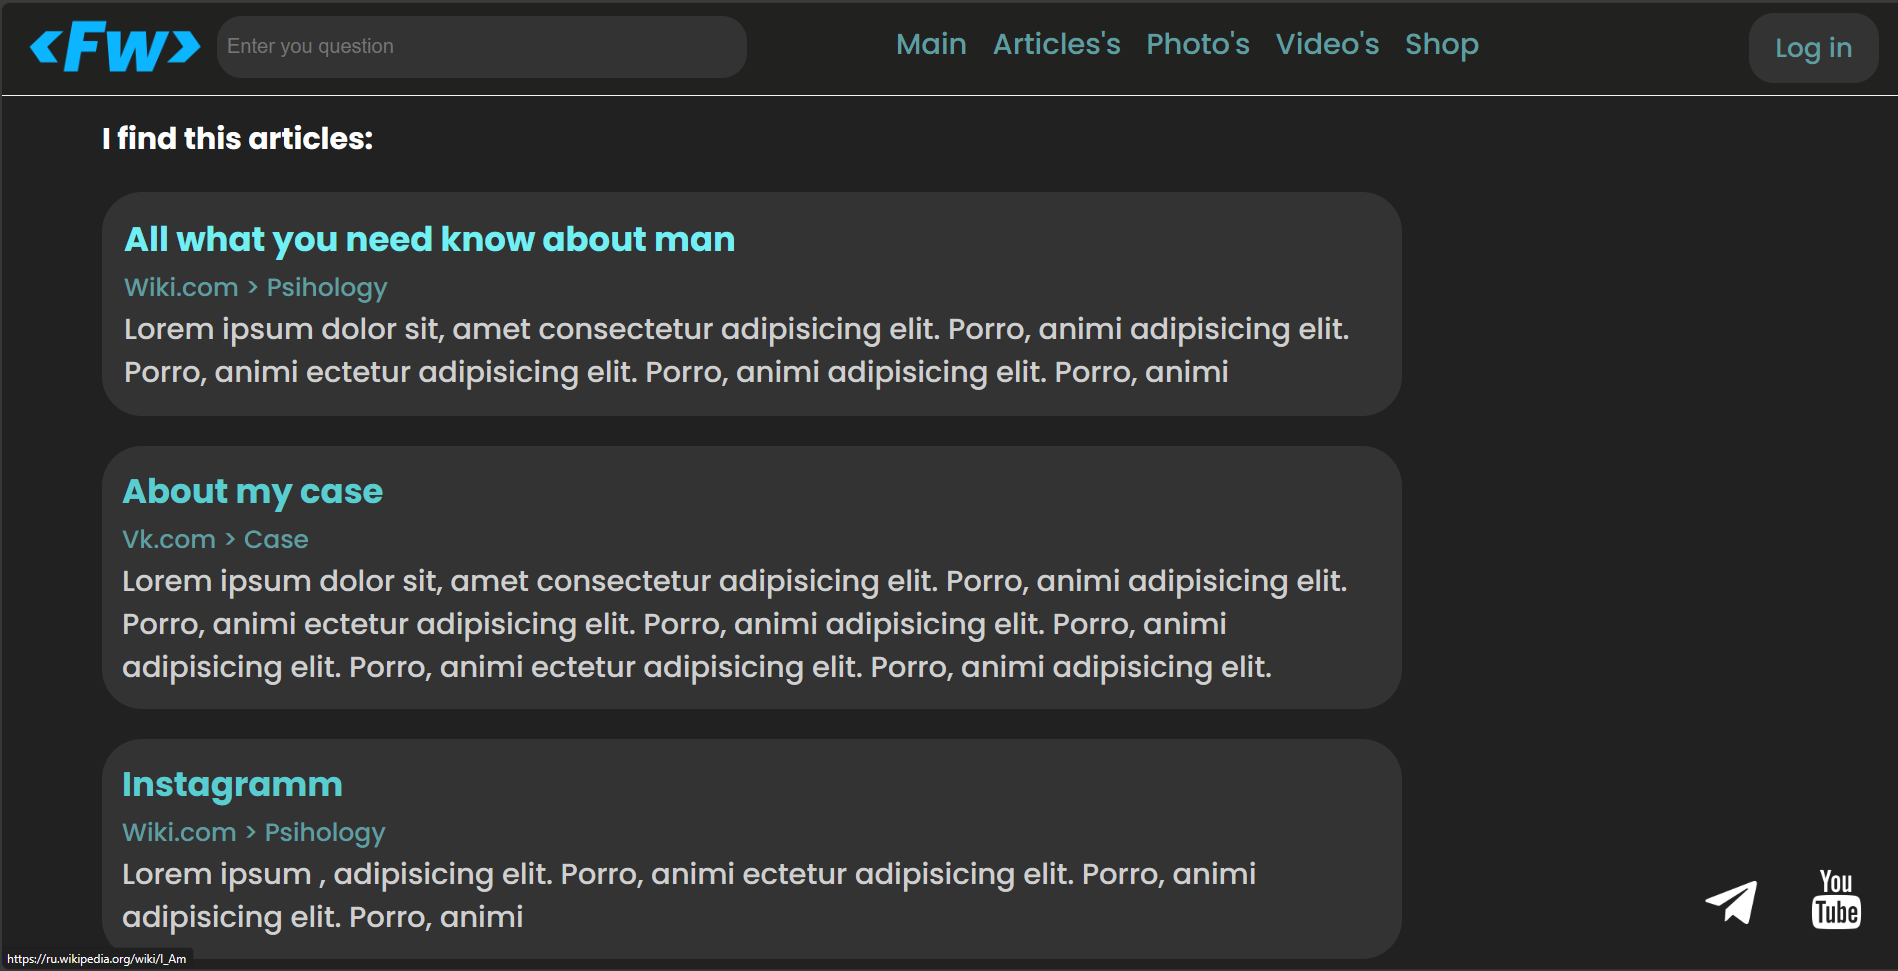 <Fw>
Enter you question
Main Articles's Photo's Video's Shop
Log in
I find this articles:
All what you need know about man
Wiki.com > Psihology
Lorem ipsum dolor sit, amet consectetur adipisicing elit. Porro, animi adipisicing elit.
Porro, animi ectetur adipisicing elit. Porro, animi adipisicing elit. Porro, animi
About my case
Vk.com > Case
Lorem ipsum dolor sit, amet consectetur adipisicing elit. Porro, animi adipisicing elit.
Porro, animi ectetur adipisicing elit. Porro, animi adipisicing elit. Porro, animi
adipisicing elit. Porro, animi ectetur adipisicing elit. Porro, animi adipisicing elit.
Instagramm
Wiki.com > Psihology
Lorem ipsum , adipisicing elit. Porro, animi ectetur adipisicing elit. Porro, animi
adipisicing elit. Porro, animi
You
Tube
https://ru.wikipedia.org/wiki/I_Am